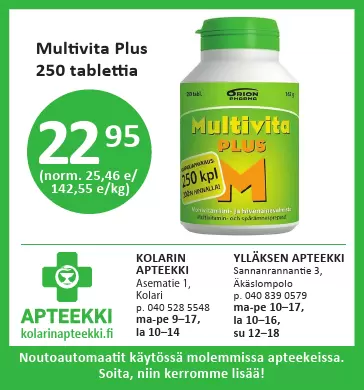 Multivita Plus
250 tablettia
22 95
(norm. 25,46 e/
142,55 e/kg)
ORION
PHARMA
Multivita
PLUS
250 kpl
M
APTEEKKI
kolarinapteekki.fi
KOLARIN
APTEEKKI
Asematie 1,
Kolari
p. 040 528 5548
ma-pe 9–17,
la 10–14
YLLÄKSEN APTEEKKI
Sannanrannantie 3,
Äkäslompolo
p. 040 839 0579
ma-pe 10–17,
la 10–16,
su 12–18
Noutoautomaatit käytössä molemmissa apteekeissa.
Soita, niin kerromme lisää!